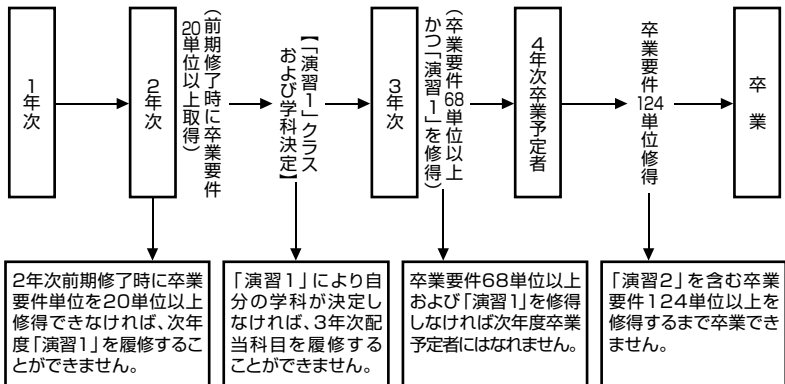 1年次
2年次
(前期修了時に卒業要件
20単位以上取得)
【「演習1」クラス
および学科決定】
3年次
(卒業要件68単位以上
かつ「演習1」を修得)
4年次卒業予定者
卒業要件124単位修得
卒業
2年次前期修了時に卒業
要件単位を20単位以上
修得できなければ、次年
度「演習1」を履修するこ
とができません。
「演習1」により自
分の学科が決定し
なければ、3年次配
当科目を履修する
ことができません。
卒業要件68単位以上
および「演習1」を修得
しなければ次年度卒業
予定者にはなれません。
「演習2」を含む卒業
要件124単位以上を
修得するまで卒業でき
ません。